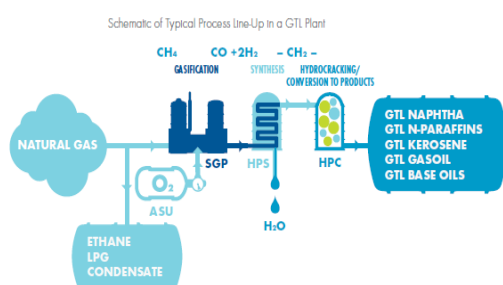 Schematic of Typical Process Line-Up in a GTL Plant
CH₄
CO +2H₂
– CH₂ –
GASIFICATION
SYNTHESIS
HYDROCRACKING/
CONVERSION TO PRODUCTS
NATURAL GAS
SGP
HPS
HPC
GTL NAPHTHA
GTL N-PARAFFINS
GTL KEROSENE
GTL GASOIL
GTL BASE OILS
O₂
ASU
H₂O
ETHANE
LPG
CONDENSATE